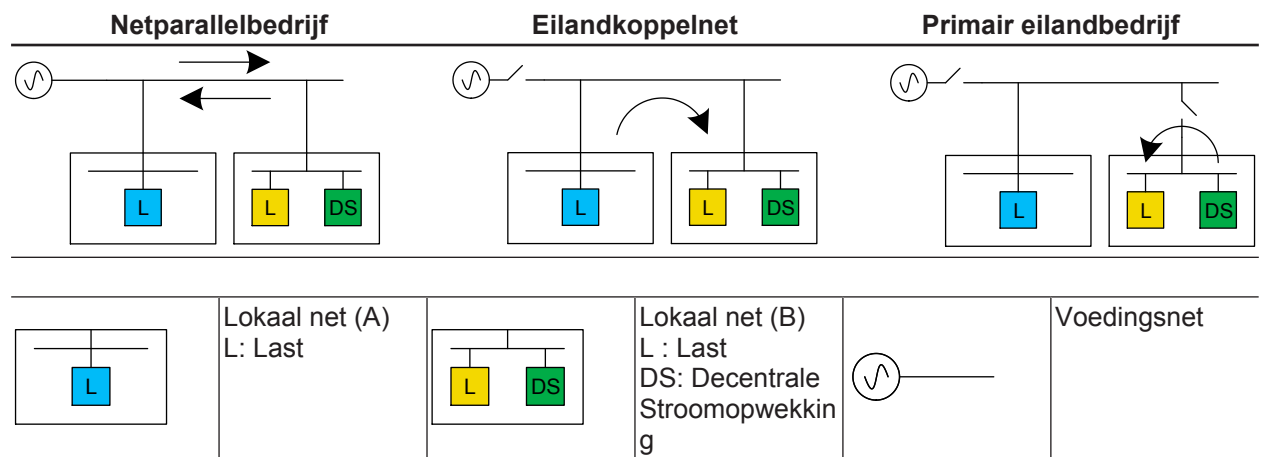 Netparallelbedrijf Eilandkoppelnet Primair eilandbedrijf
L L DS L L DS L L DS
Lokaal net (A)
L: Last
L
Lokaal net (B)
L : Last
DS: Decentrale
Stroomopwekkin
g
L DS
Voedingsnet